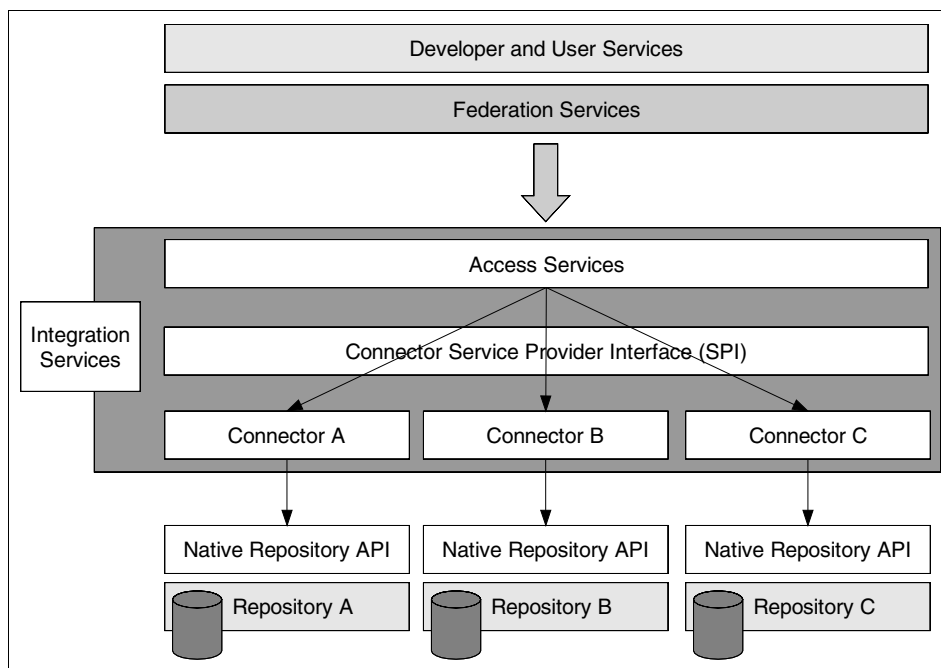 Developer and User Services
Federation Services
Access Services
Integration
Services
Connector Service Provider Interface (SPI)
Connector A
Connector B
Connector C
Native Repository API
Native Repository API
Native Repository API
Repository A
Repository B
Repository C